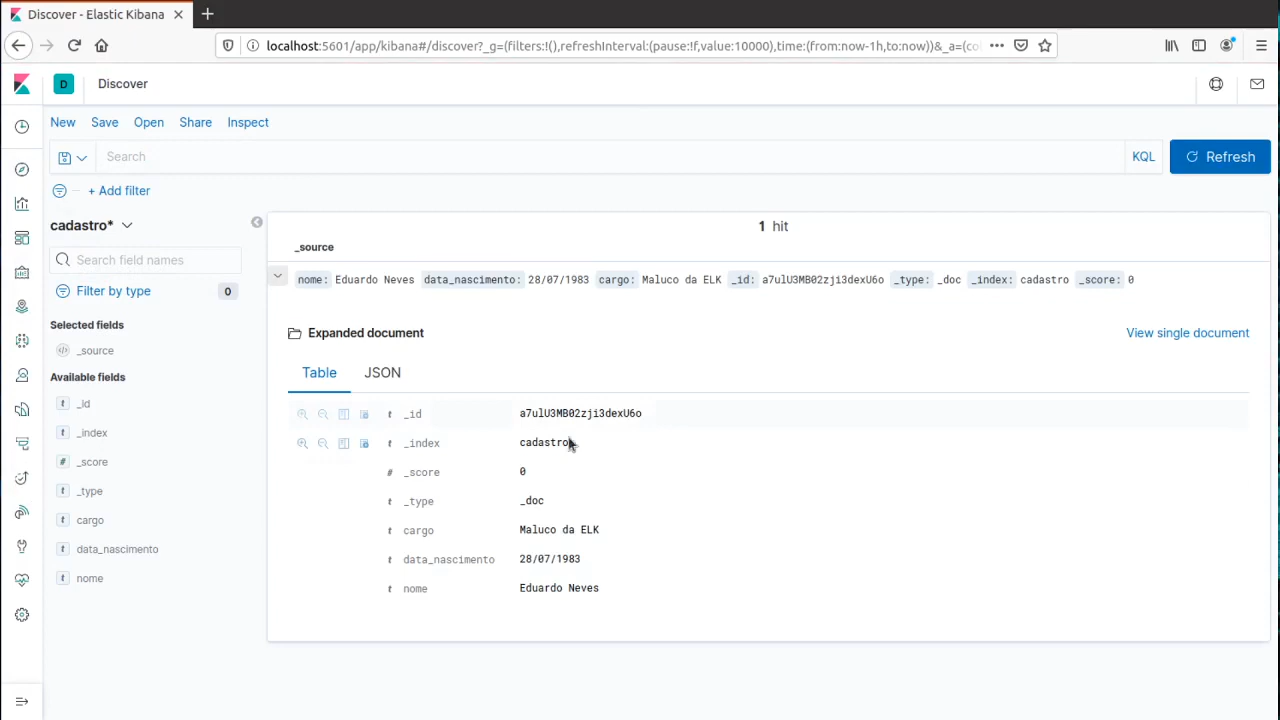 Discover - Elastic Kibana
localhost:5601/app/kibana#/discover?_g=(filters:!(),refreshInterval:(pause:!f,value:10000),time:(from:now-1h,to:now))&_a=(co
D Discover
New Save Open Share Inspect
Search KQL Refresh
+ Add filter
cadastro*
Search field names
Filter by type 0
Selected fields
_source
Available fields
t _id
t _index
# _score
t _type
t cargo
t data_nascimento
t nome
1 hit
_source
nome: Eduardo Neves data_nascimento: 28/07/1983 cargo: Maluco da ELK _id: a7ulU3MB02zji3dexU6o _type: _doc _index: cadastro _score: 0
Expanded document View single document
Table JSON
t _id a7ulU3MB02zji3dexU6o
t _index cadastro
# _score 0
t _type _doc
t cargo Maluco da ELK
t data_nascimento 28/07/1983
t nome Eduardo Neves